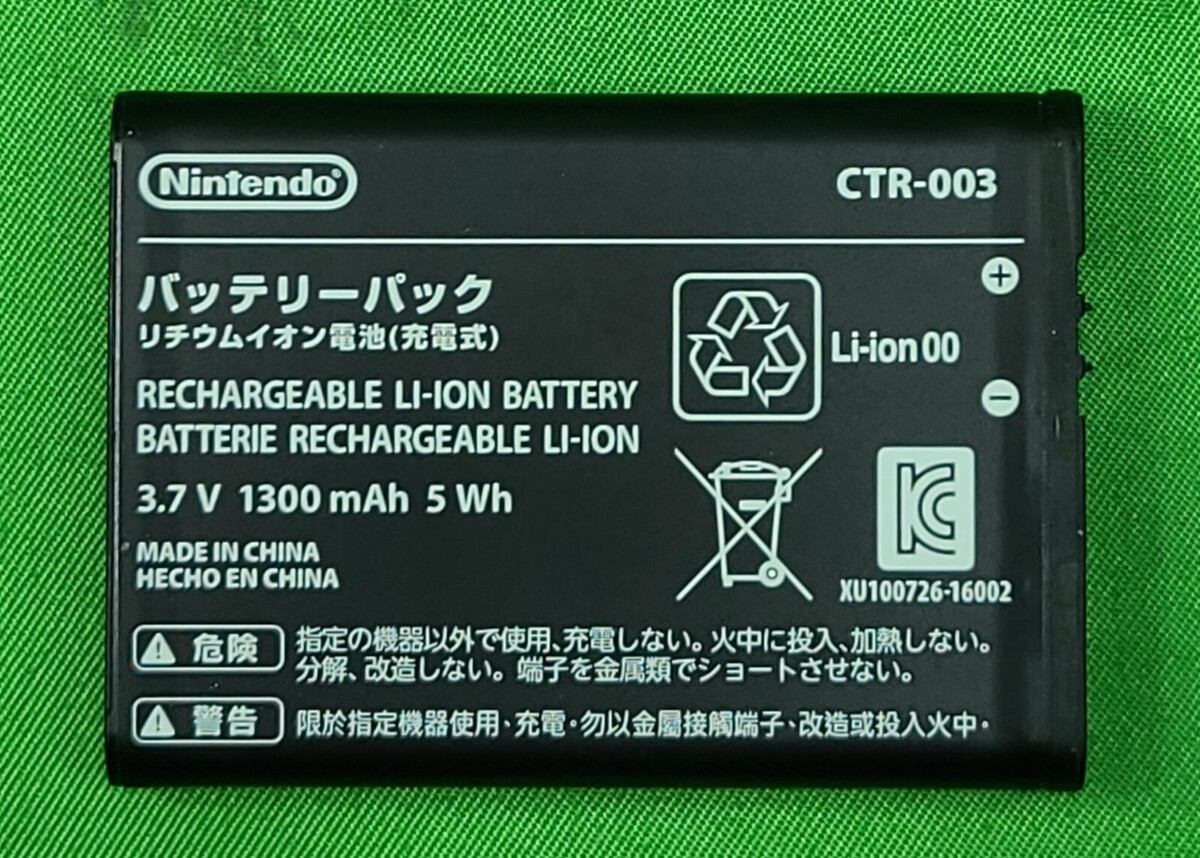 Nintendo®
CTR-003
バッテリーパック
リチウムイオン電池(充電式)
RECHARGEABLE LI-ION BATTERY
BATTERIE RECHARGEABLE LI-ION
3.7 V 1300 mAh 5 Wh
MADE IN CHINA
HECHO EN CHINA
+
Li-ion 00
−
KC
XU100726-16002
⚠ 危険
指定の機器以外で使用、充電しない。火中に投入、加熱しない。
分解、改造しない。端子を金属類でショートさせない。
⚠ 警告
限於指定機器使用、充電。勿以金屬接觸端子、改造或投入火中。